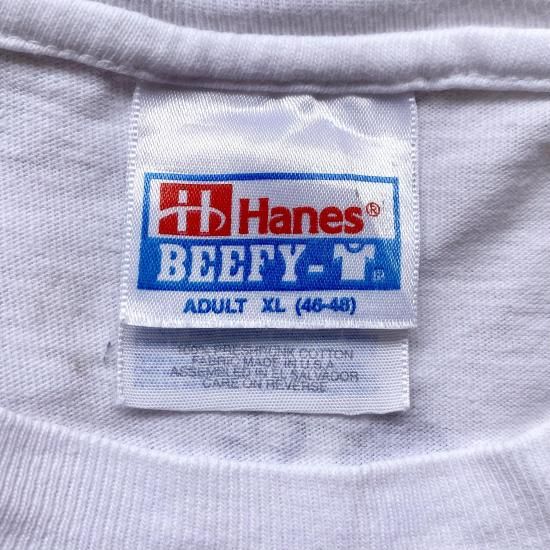 Hanes®
BEEFY-T
ADULT XL (46-48)
100% PRESHRUNK COTTON
FABRIC MADE IN U.S.A.
ASSEMBLED IN EL SALVADOR
CARE ON REVERSE